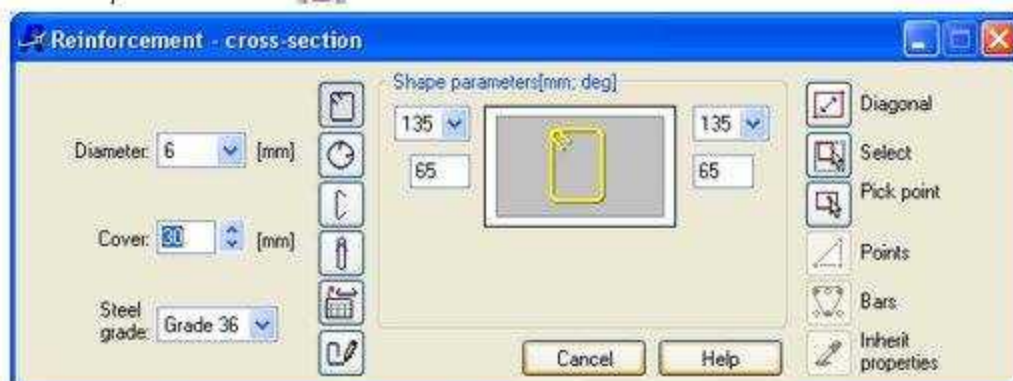 Reinforcement - cross-section
Shape parameters[mm; deg]
135
135
65
65
Diameter: 6 [mm]
Cover: 30 [mm]
Steel
grade: Grade 36
Diagonal
Select
Pick point
Points
Bars
Inherit
properties
Cancel
Help